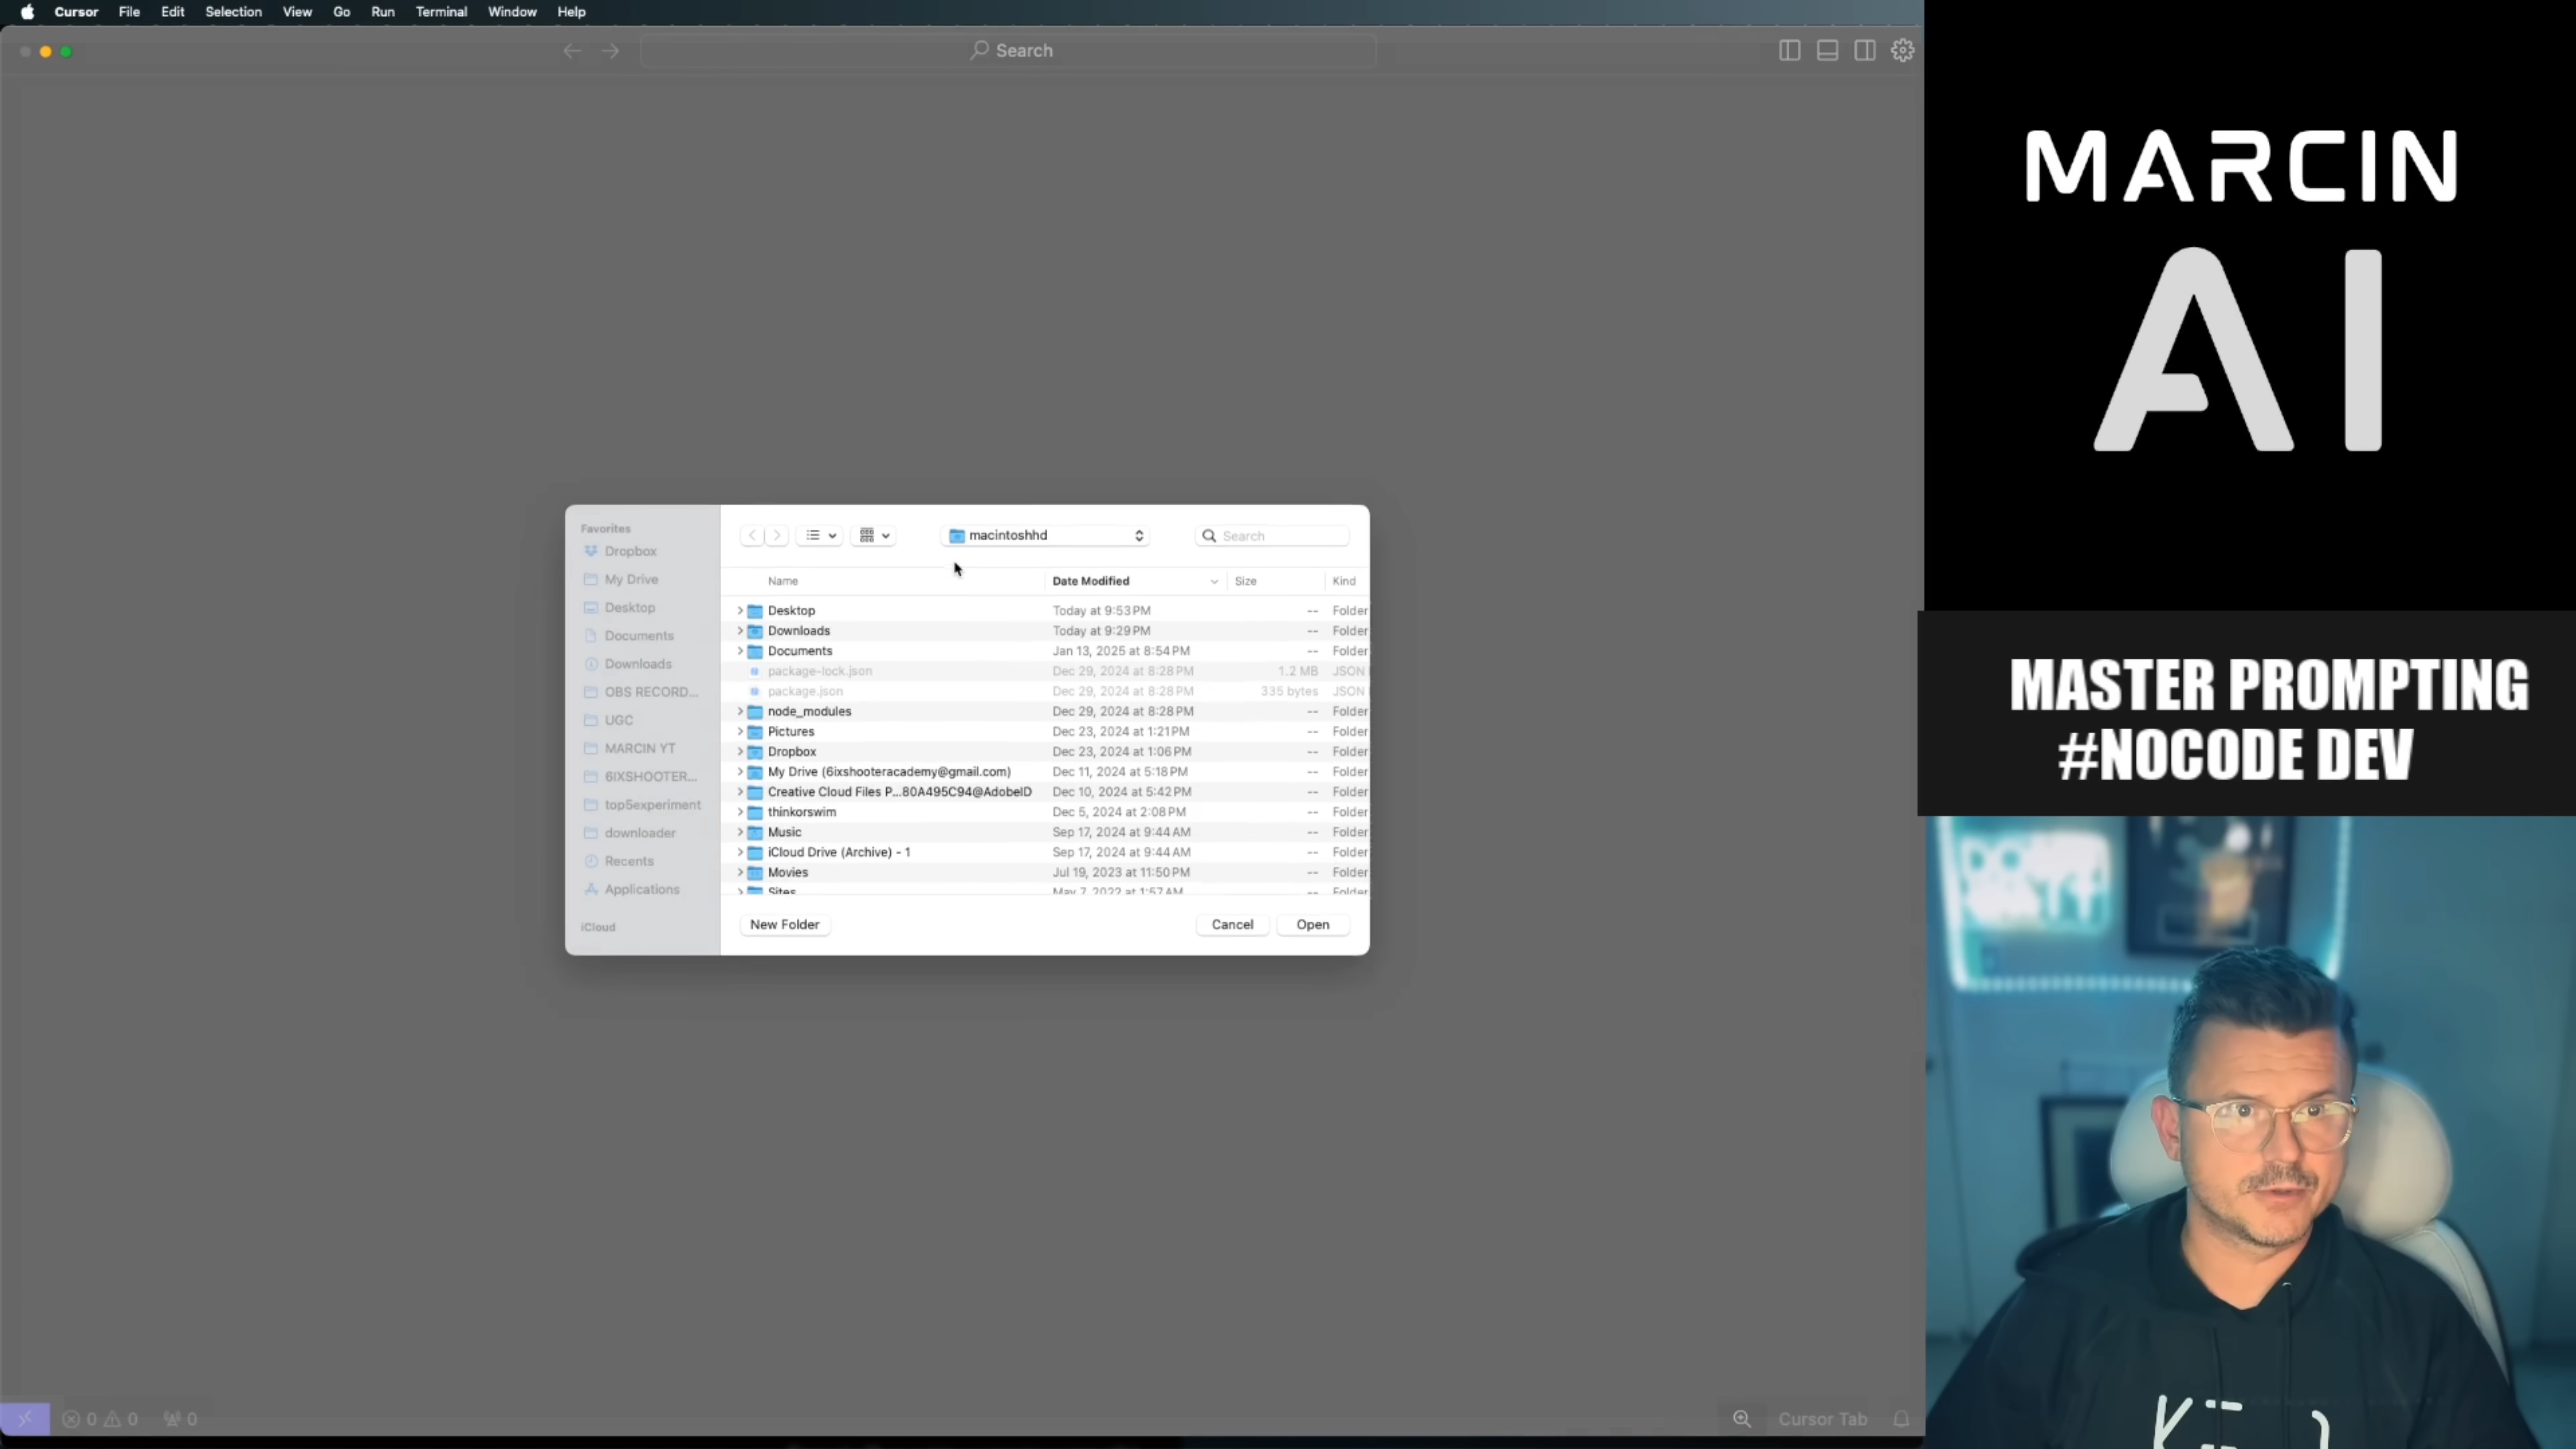 Cursor File Edit Selection View Go Run Terminal Window Help
Search
MARCIN
AI
MASTER PROMPTING
#NOCODE DEV
Favorites
Dropbox
My Drive
Desktop
Documents
Downloads
OBS RECORD...
UGC
MARCIN YT
6IXSHOOTER...
top5experiment
downloader
Recents
Applications
iCloud
macintoshhd
Search
Name Date Modified Size Kind
Desktop Today at 9:53 PM -- Folder
Downloads Today at 9:29 PM -- Folder
Documents Jan 13, 2025 at 8:54 PM -- Folder
package-lock.json Dec 29, 2024 at 8:28 PM 1.2 MB JSON
package.json Dec 29, 2024 at 8:28 PM 335 bytes JSON
node_modules Dec 29, 2024 at 8:28 PM -- Folder
Pictures Dec 23, 2024 at 1:21 PM -- Folder
Dropbox Dec 23, 2024 at 1:06 PM -- Folder
My Drive (6ixshooteracademy@gmail.com) Dec 11, 2024 at 5:18 PM -- Folder
Creative Cloud Files P...80A495C94@AdobeID Dec 10, 2024 at 5:42 PM -- Folder
thinkorswim Dec 5, 2024 at 2:08 PM -- Folder
Music Sep 17, 2024 at 9:44 AM -- Folder
iCloud Drive (Archive) - 1 Sep 17, 2024 at 9:44 AM -- Folder
Movies Jul 19, 2023 at 11:50 PM -- Folder
Sites May 7, 2022 at 1:57 AM -- Folder
New Folder Cancel Open
0 0 0
Cursor Tab